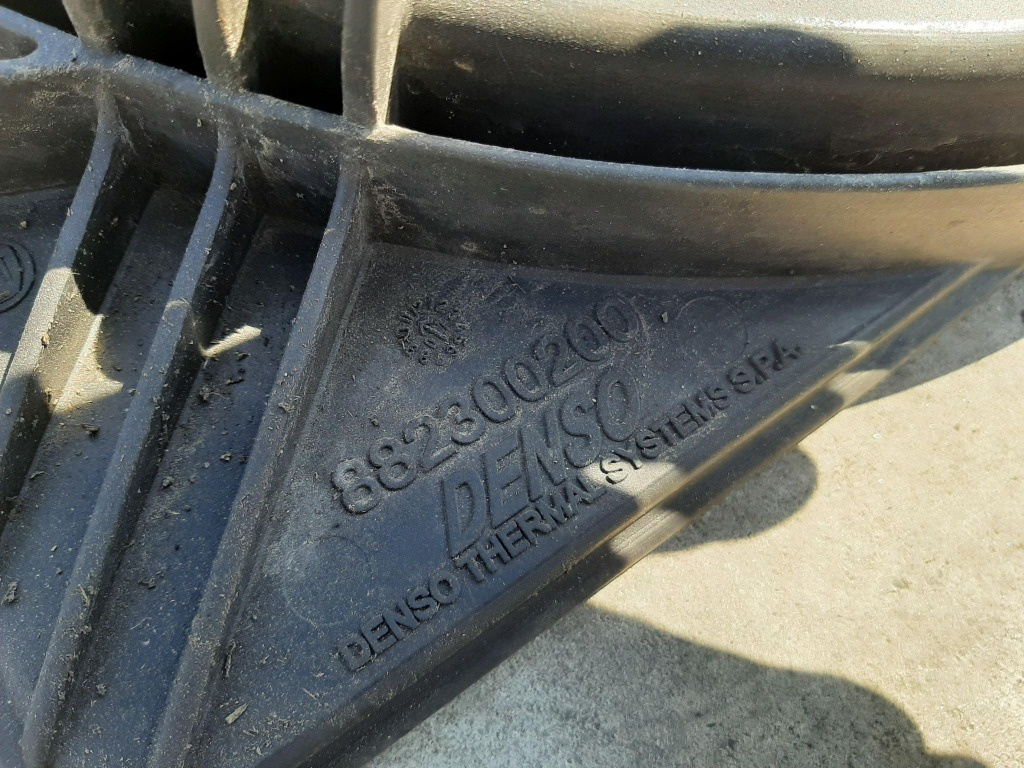 882300200
DENSO
DENSO THERMAL SYSTEMS S.P.A.